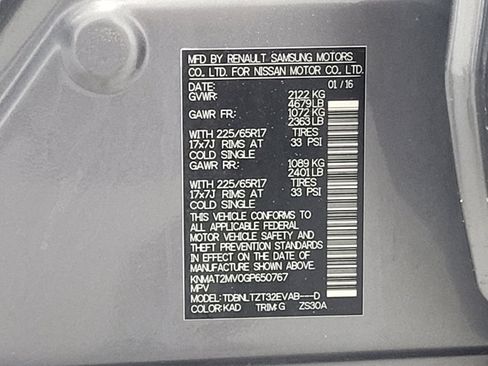 MFD BY RENAULT SAMSUNG MOTORS
CO., LTD. FOR NISSAN MOTOR CO., LTD.
DATE: 01/16
GVWR: 2122 KG
4679LB
GAWR FR: 1072 KG
2363LB
WITH 225/65R17 TIRES
17x7J RIMS AT 33 PSI
COLD SINGLE
GAWR RR: 1089 KG
2401LB
WITH 225/65R17 TIRES
17x7J RIMS AT 33 PSI
COLD SINGLE
THIS VEHICLE CONFORMS TO
ALL APPLICABLE FEDERAL
MOTOR VEHICLE SAFETY AND
THEFT PREVENTION STANDARDS
IN EFFECT ON THE DATE OF
MANUFACTURE SHOWN ABOVE.
KNMAT2MV0GP650767
MPV
MODEL:TDBNLTZT32EVAB---D
COLOR:KAD TRIM:G ZS30A